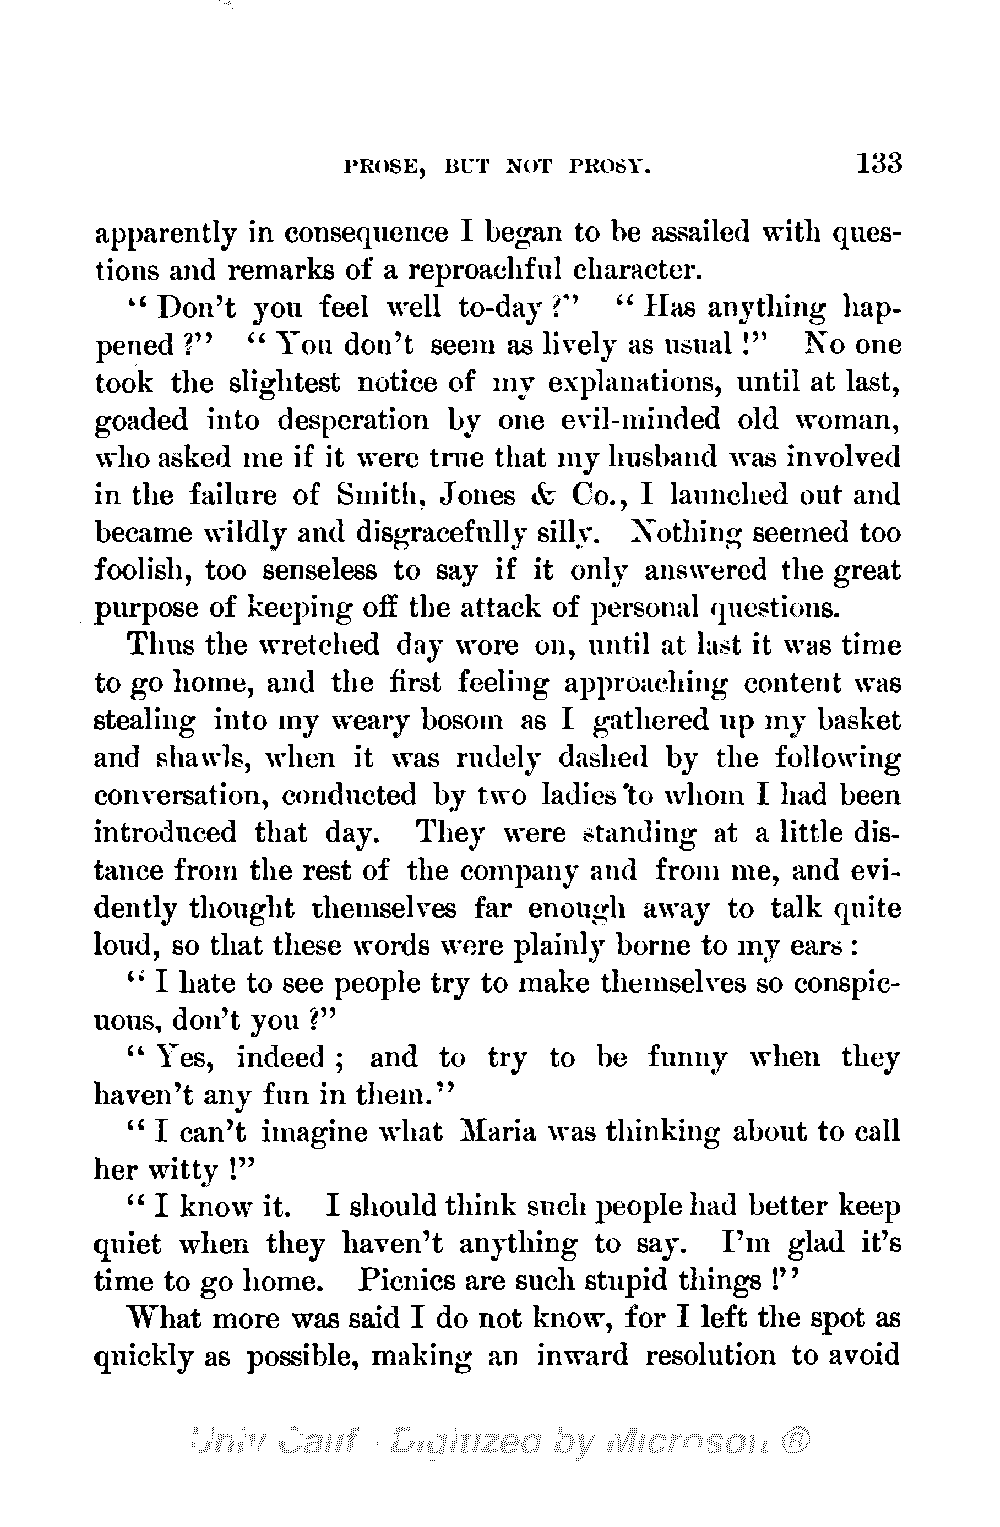 PROSE, BUT NOT PROSY. 133
apparently in consequence I began to be assailed with ques-
tions and remarks of a reproachful character.
“ Don’t you feel well to-day ?” “ Has anything hap-
pened ?” “ You don’t seem as lively as usual !” No one
took the slightest notice of my explanations, until at last,
goaded into desperation by one evil-minded old woman,
who asked me if it were true that my husband was involved
in the failure of Smith, Jones & Co., I launched out and
became wildly and disgracefully silly. Nothing seemed too
foolish, too senseless to say if it only answered the great
purpose of keeping off the attack of personal questions.
Thus the wretched day wore on, until at last it was time
to go home, and the first feeling approaching content was
stealing into my weary bosom as I gathered up my basket
and shawls, when it was rudely dashed by the following
conversation, conducted by two ladies to whom I had been
introduced that day. They were standing at a little dis-
tance from the rest of the company and from me, and evi-
dently thought themselves far enough away to talk quite
loud, so that these words were plainly borne to my ears :
“ I hate to see people try to make themselves so conspic-
uous, don’t you ?”
“ Yes, indeed ; and to try to be funny when they
haven’t any fun in them.”
“ I can’t imagine what Maria was thinking about to call
her witty !”
“ I know it. I should think such people had better keep
quiet when they haven’t anything to say. I’m glad it’s
time to go home. Picnics are such stupid things !”
What more was said I do not know, for I left the spot as
quickly as possible, making an inward resolution to avoid
Univ Calif - Digitized by Microsoft ®